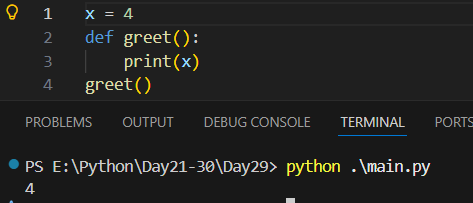 1 x = 4
2 def greet():
3     print(x)
4 greet()
PROBLEMS OUTPUT DEBUG CONSOLE TERMINAL PORTS
PS E:\Python\Day21-30\Day29> python .\main.py
4